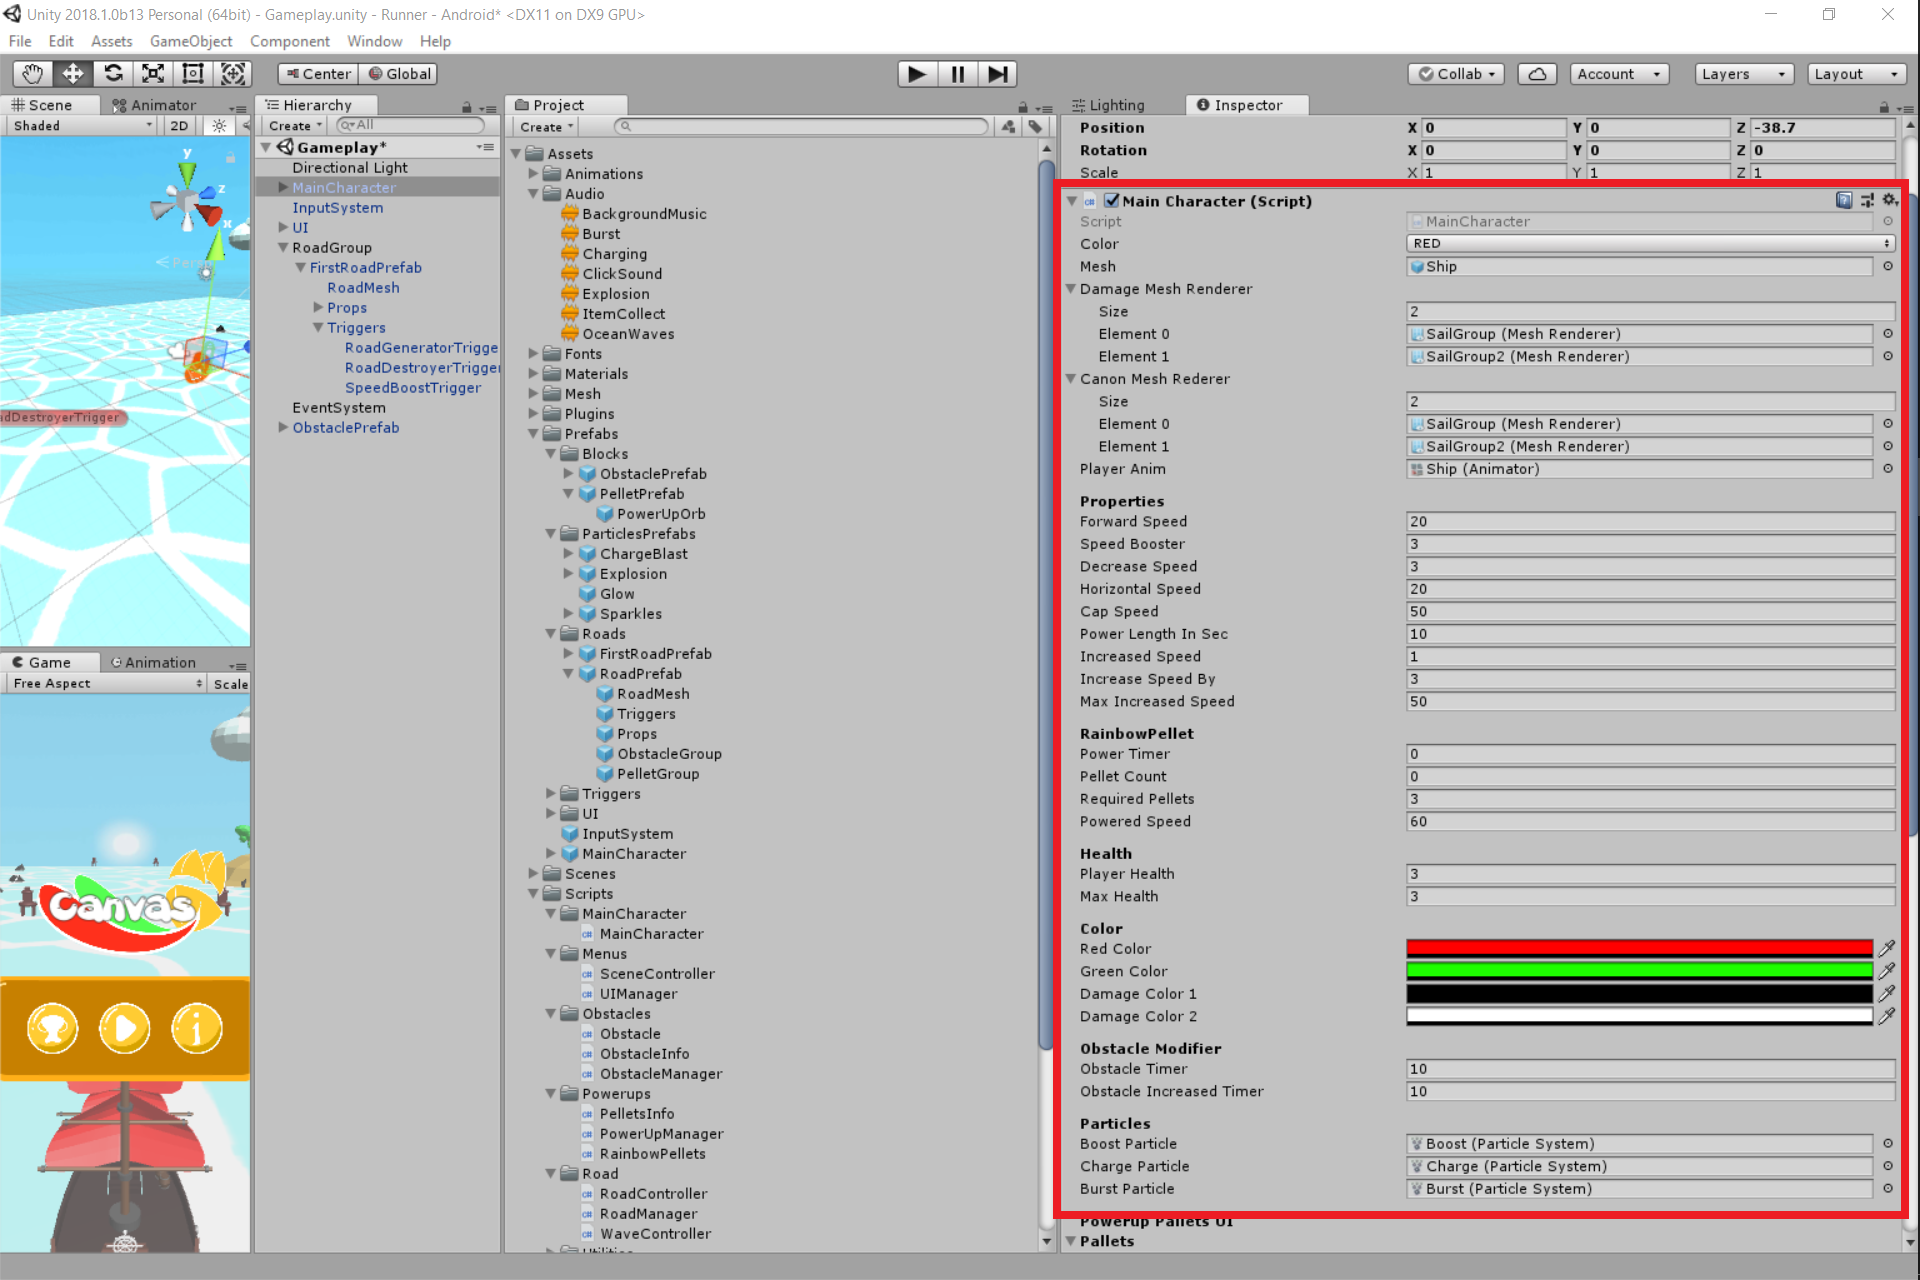 Unity 2018.1.0b13 Personal (64bit) - Gameplay.unity - Runner - Android* <DX11 on DX9 GPU>
File Edit Assets GameObject Component Window Help
Center Global Collab Account Layers Layout
Scene Animator
Shaded 2D
y
z
x
Persp
adDestroyerTrigger
Game Animation
Free Aspect Scale
Canvas
i
Hierarchy
Create All
Gameplay*
Directional Light
MainCharacter
InputSystem
UI
RoadGroup
FirstRoadPrefab
RoadMesh
Props
Triggers
RoadGeneratorTrigge
RoadDestroyerTrigger
SpeedBoostTrigger
EventSystem
ObstaclePrefab
Project
Create
Assets
Animations
Audio
BackgroundMusic
Burst
Charging
ClickSound
Explosion
ItemCollect
OceanWaves
Fonts
Materials
Mesh
Plugins
Prefabs
Blocks
ObstaclePrefab
PelletPrefab
PowerUpOrb
ParticlesPrefabs
ChargeBlast
Explosion
Glow
Sparkles
Roads
FirstRoadPrefab
RoadPrefab
RoadMesh
Triggers
Props
ObstacleGroup
PelletGroup
Triggers
UI
InputSystem
MainCharacter
Scenes
Scripts
MainCharacter
c# MainCharacter
Menus
c# SceneController
c# UIManager
Obstacles
c# Obstacle
c# ObstacleInfo
c# ObstacleManager
Powerups
c# PelletsInfo
c# PowerUpManager
c# RainbowPellets
Road
c# RoadController
c# RoadManager
c# WaveController
Utilities
Lighting Inspector
Position X 0 Y 0 Z -38.7
Rotation X 0 Y 0 Z 0
Scale X 1 Y 1 Z 1
c# Main Character (Script)
Script MainCharacter
Color RED
Mesh Ship
Damage Mesh Renderer
Size 2
Element 0 SailGroup (Mesh Renderer)
Element 1 SailGroup2 (Mesh Renderer)
Canon Mesh Rederer
Size 2
Element 0 SailGroup (Mesh Renderer)
Element 1 SailGroup2 (Mesh Renderer)
Player Anim Ship (Animator)
Properties
Forward Speed 20
Speed Booster 3
Decrease Speed 3
Horizontal Speed 20
Cap Speed 50
Power Length In Sec 10
Increased Speed 1
Increase Speed By 3
Max Increased Speed 50
RainbowPellet
Power Timer 0
Pellet Count 0
Required Pellets 3
Powered Speed 60
Health
Player Health 3
Max Health 3
Color
Red Color
Green Color
Damage Color 1
Damage Color 2
Obstacle Modifier
Obstacle Timer 10
Obstacle Increased Timer 10
Particles
Boost Particle Boost (Particle System)
Charge Particle Charge (Particle System)
Burst Particle Burst (Particle System)
Powerup Pallets UI
Pallets